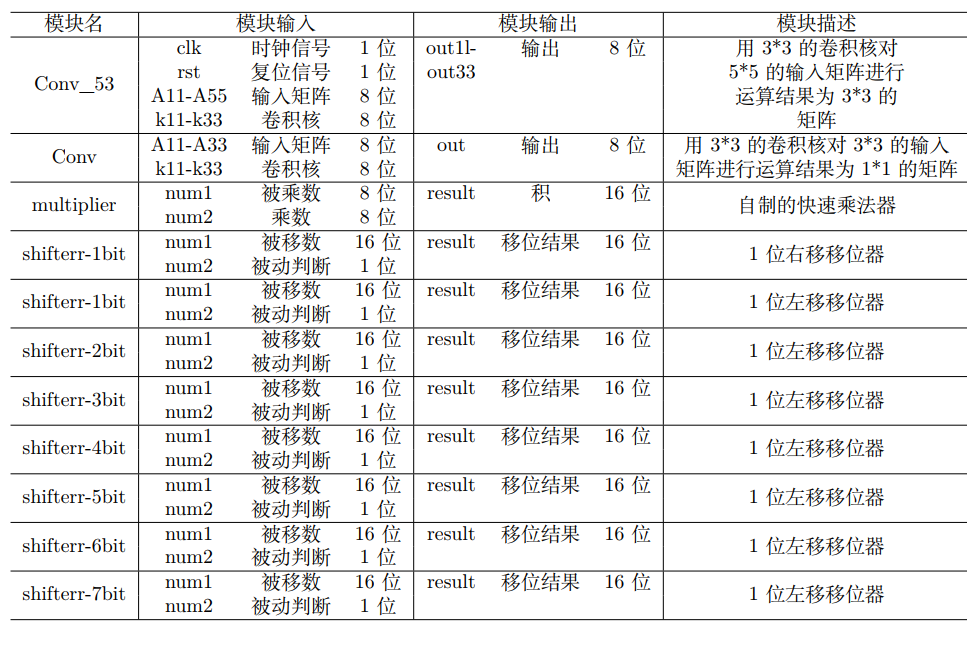 模块名 模块输入 模块输出 模块描述
Conv_53
clk 时钟信号 1 位 out1l- 输出 8 位 用 3*3 的卷积核对
rst 复位信号 1 位 out33 5*5 的输入矩阵进行
A11-A55 输入矩阵 8 位 运算结果为 3*3 的
k11-k33 卷积核 8 位 矩阵
Conv
A11-A33 输入矩阵 8 位 out 输出 8 位 用 3*3 的卷积核对 3*3 的输入
k11-k33 卷积核 8 位 矩阵进行运算结果为 1*1 的矩阵
multiplier
num1 被乘数 8 位 result 积 16 位 自制的快速乘法器
num2 乘数 8 位
shifterr-1bit
num1 被移数 16 位 result 移位结果 16 位 1 位右移移位器
num2 被动判断 1 位
shifterr-1bit
num1 被移数 16 位 result 移位结果 16 位 1 位左移移位器
num2 被动判断 1 位
shifterr-2bit
num1 被移数 16 位 result 移位结果 16 位 1 位左移移位器
num2 被动判断 1 位
shifterr-3bit
num1 被移数 16 位 result 移位结果 16 位 1 位左移移位器
num2 被动判断 1 位
shifterr-4bit
num1 被移数 16 位 result 移位结果 16 位 1 位左移移位器
num2 被动判断 1 位
shifterr-5bit
num1 被移数 16 位 result 移位结果 16 位 1 位左移移位器
num2 被动判断 1 位
shifterr-6bit
num1 被移数 16 位 result 移位结果 16 位 1 位左移移位器
num2 被动判断 1 位
shifterr-7bit
num1 被移数 16 位 result 移位结果 16 位 1 位左移移位器
num2 被动判断 1 位